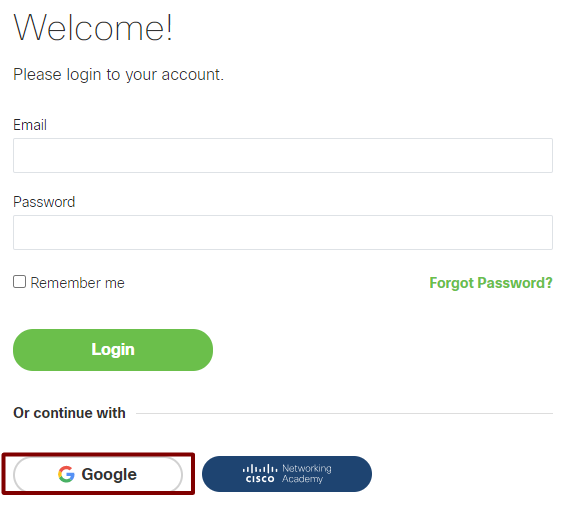 Welcome!
Please login to your account.
Email
Password
Remember me
Forgot Password?
Login
Or continue with
Google
CISCO
Networking
Academy